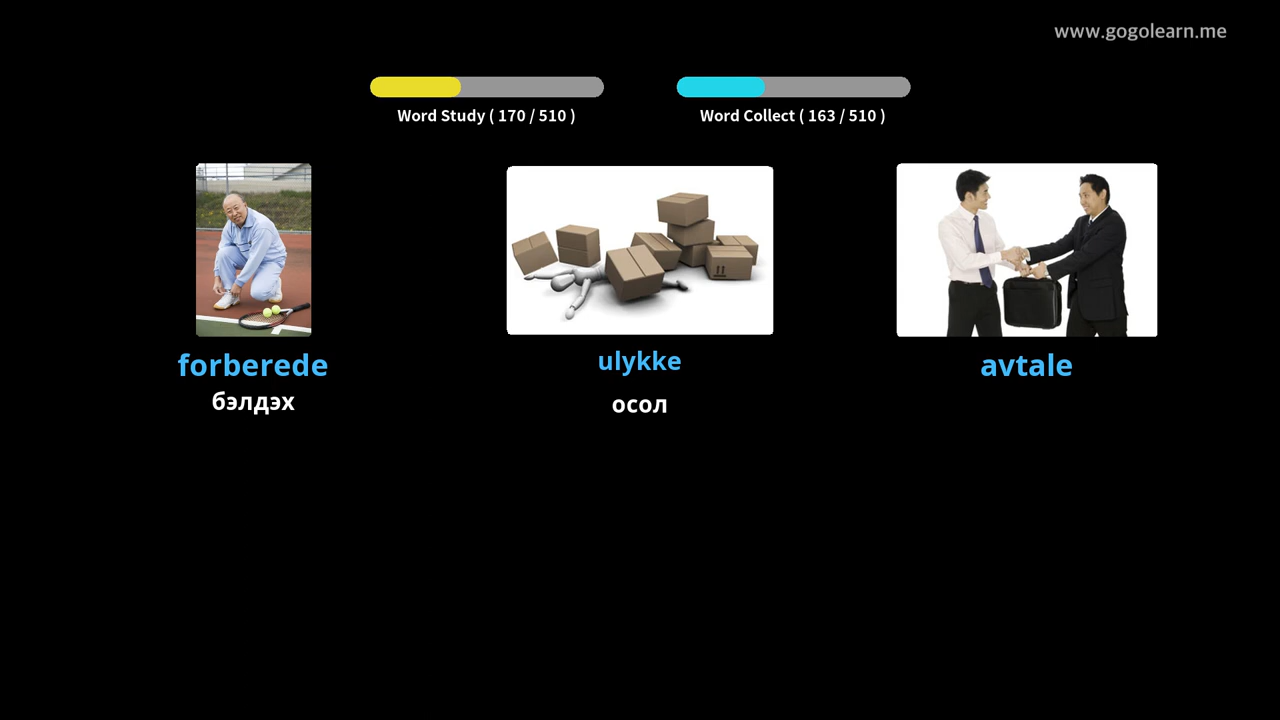 www.gogolearn.me
Word Study ( 170 / 510 )
Word Collect ( 163 / 510 )
forberede
бэлдэх
ulykke
осол
avtale